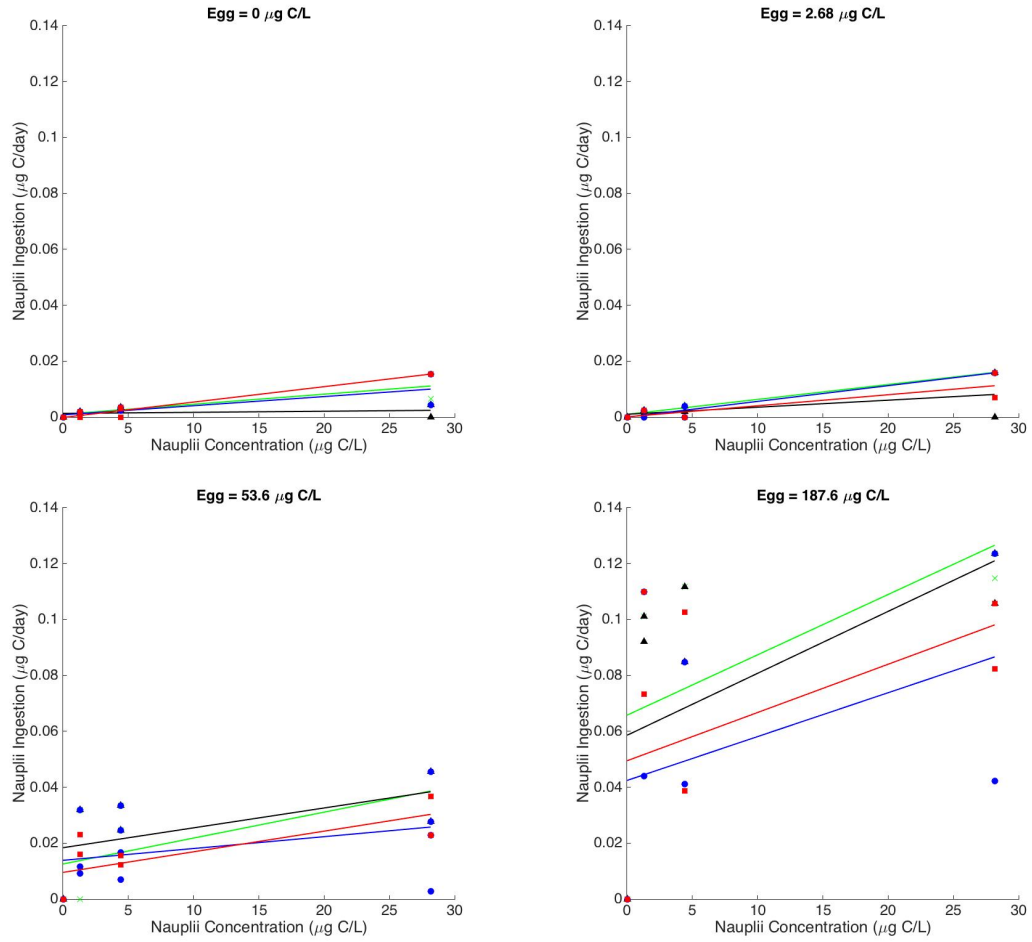 Egg = 0 μg C/L
0.14
0.12
0.1
0.08
0.06
0.04
0.02
0
Nauplii Ingestion (μg C/day)
0 5 10 15 20 25 30
Nauplii Concentration (μg C/L)
Egg = 2.68 μg C/L
0.14
0.12
0.1
0.08
0.06
0.04
0.02
0
Nauplii Ingestion (μg C/day)
0 5 10 15 20 25 30
Nauplii Concentration (μg C/L)
Egg = 53.6 μg C/L
0.14
0.12
0.1
0.08
0.06
0.04
0.02
0
Nauplii Ingestion (μg C/day)
0 5 10 15 20 25 30
Nauplii Concentration (μg C/L)
Egg = 187.6 μg C/L
0.14
0.12
0.1
0.08
0.06
0.04
0.02
0
Nauplii Ingestion (μg C/day)
0 5 10 15 20 25 30
Nauplii Concentration (μg C/L)